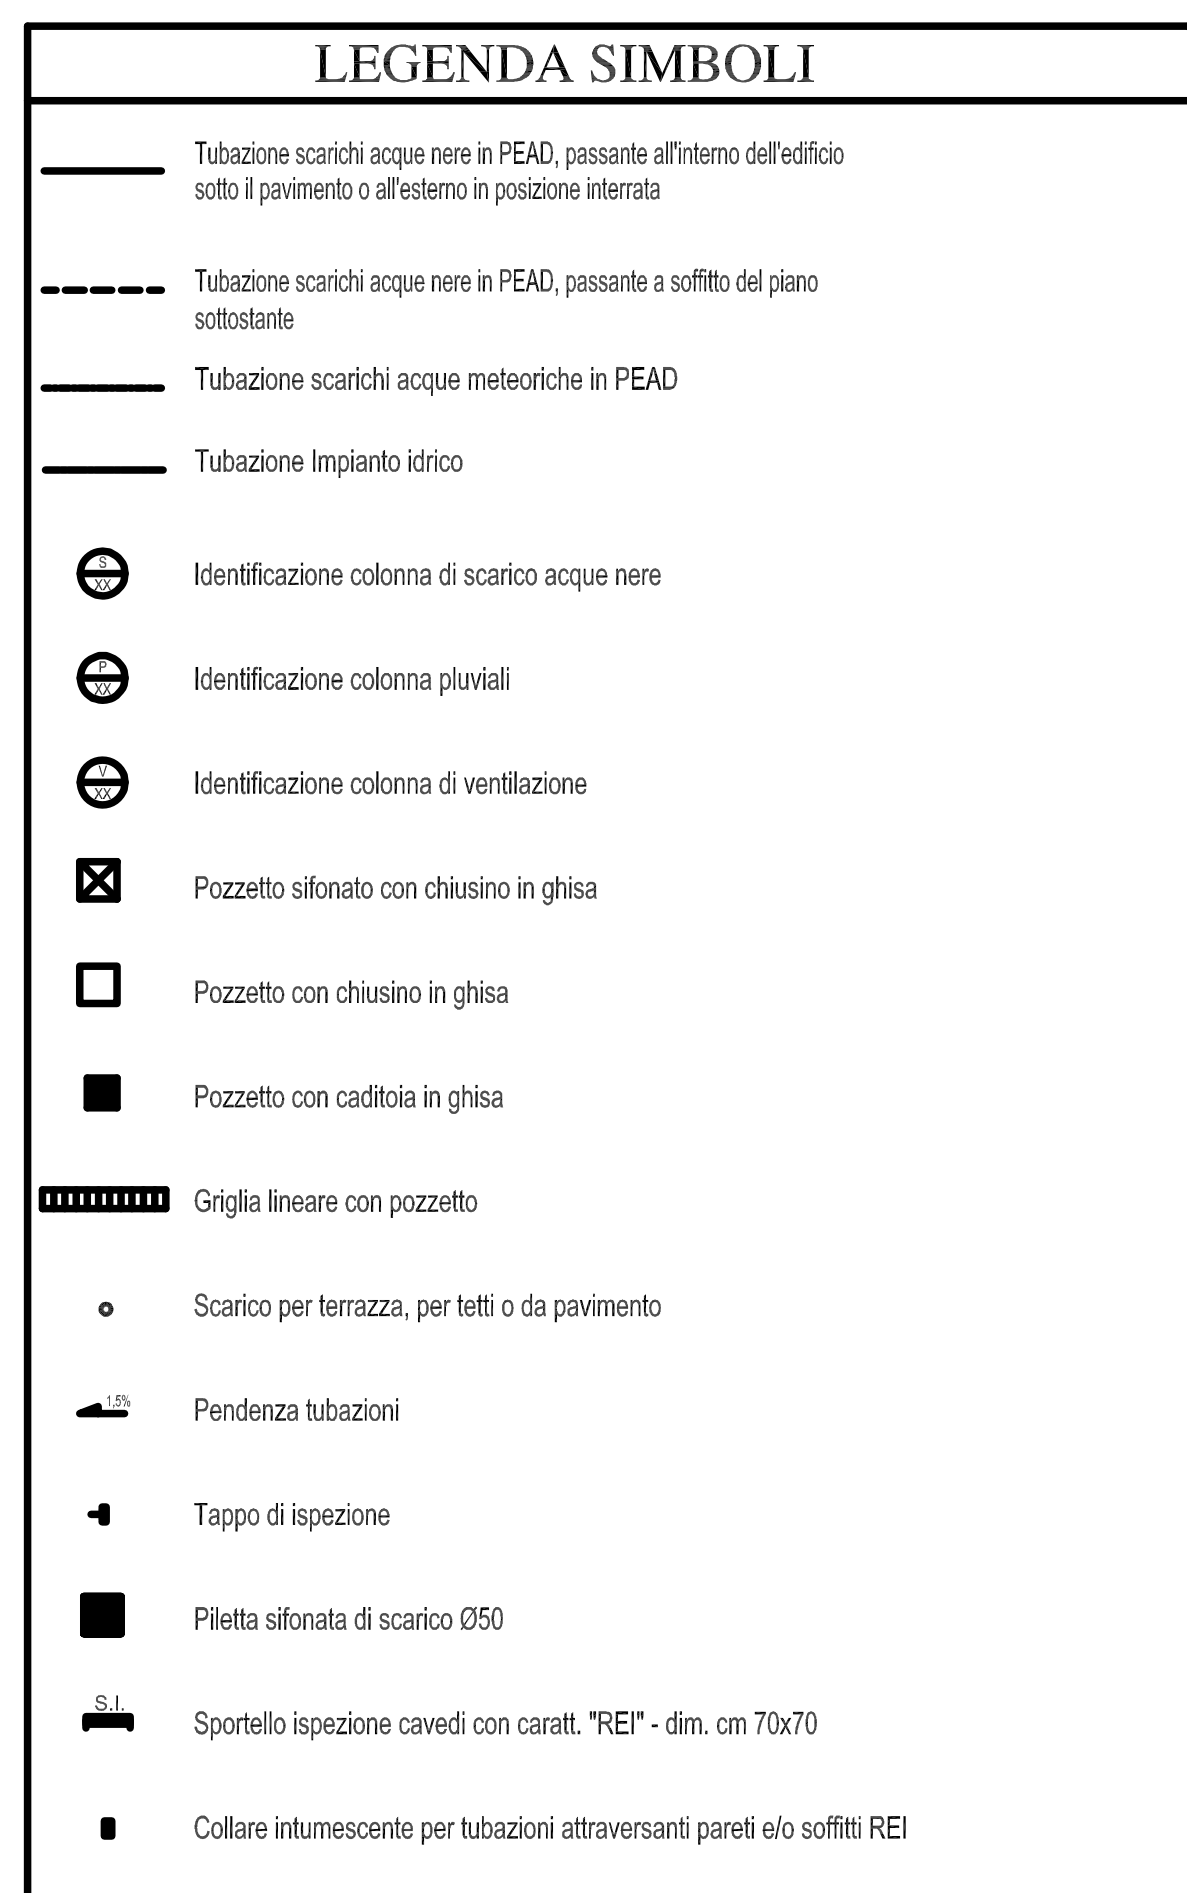 LEGENDA SIMBOLI
Tubazione scarichi acque nere in PEAD, passante all'interno dell'edificio
sotto il pavimento o all'esterno in posizione interrata
Tubazione scarichi acque nere in PEAD, passante a soffitto del piano
sottostante
Tubazione scarichi acque meteoriche in PEAD
Tubazione Impianto idrico
S
XX
Identificazione colonna di scarico acque nere
P
XX
Identificazione colonna pluviali
V
XX
Identificazione colonna di ventilazione
Pozzetto sifonato con chiusino in ghisa
Pozzetto con chiusino in ghisa
Pozzetto con caditoia in ghisa
Griglia lineare con pozzetto
Scarico per terrazza, per tetti o da pavimento
1,5%
Pendenza tubazioni
Tappo di ispezione
Piletta sifonata di scarico Ø50
S.I.
Sportello ispezione cavedi con caratt. "REI" - dim. cm 70x70
Collare intumescente per tubazioni attraversanti pareti e/o soffitti REI